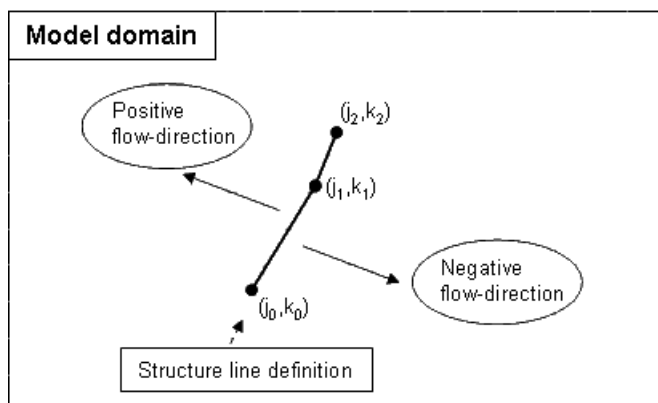 Model domain
Positive
flow-direction
(j₂,k₂)
(j₁,k₁)
Negative
flow-direction
(j₀,k₀)
Structure line definition